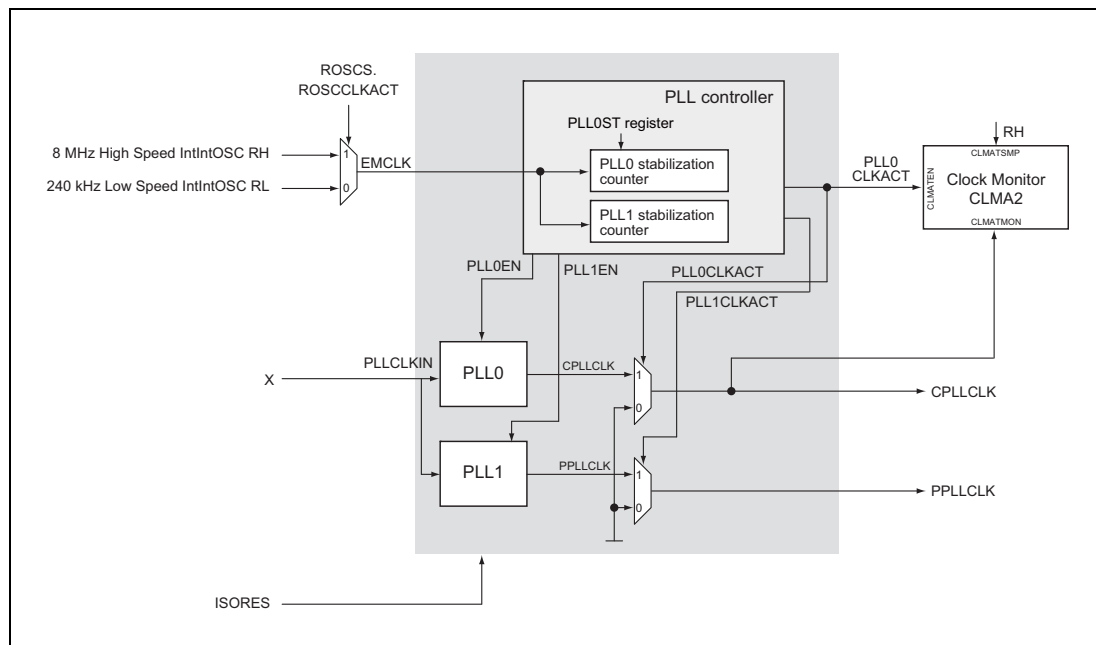 ROSCS.
ROSCCLKACT
8 MHz High Speed IntIntOSC RH
240 kHz Low Speed IntIntOSC RL
1
0
EMCLK
PLL controller
PLL0ST register
PLL0 stabilization
counter
PLL1 stabilization
counter
PLL0
CLKACT
RH
CLMATSMP
CLMATEN
Clock Monitor
CLMA2
CLMATMON
PLL0EN
PLL1EN
PLL0CLKACT
PLL1CLKACT
X
PLLCLKIN
PLL0
CPLLCLK
1
0
CPLLCLK
PLL1
PPLLCLK
1
0
PPLLCLK
ISORES